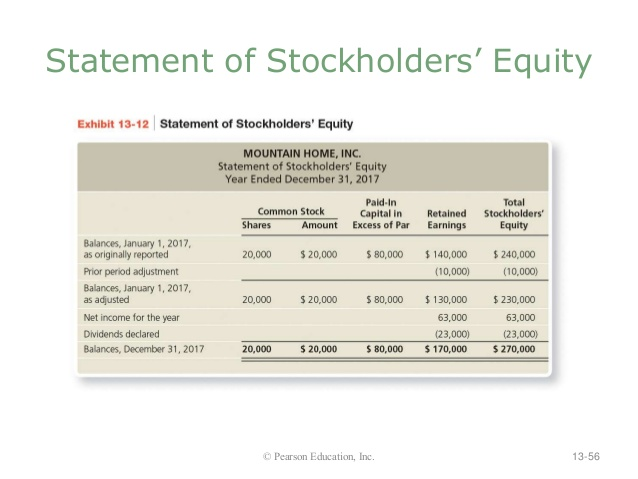 Statement of Stockholders’ Equity
Exhibit 13-12 | Statement of Stockholders' Equity
MOUNTAIN HOME, INC.
Statement of Stockholders' Equity
Year Ended December 31, 2017
Common Stock Paid-In Capital in Excess of Par Retained Earnings Total Stockholders' Equity
Shares Amount
Balances, January 1, 2017,
as originally reported 20,000 $ 20,000 $ 80,000 $ 140,000 $ 240,000
Prior period adjustment (10,000) (10,000)
Balances, January 1, 2017,
as adjusted 20,000 $ 20,000 $ 80,000 $ 130,000 $ 230,000
Net income for the year 63,000 63,000
Dividends declared (23,000) (23,000)
Balances, December 31, 2017 20,000 $ 20,000 $ 80,000 $ 170,000 $ 270,000
© Pearson Education, Inc. 13-56